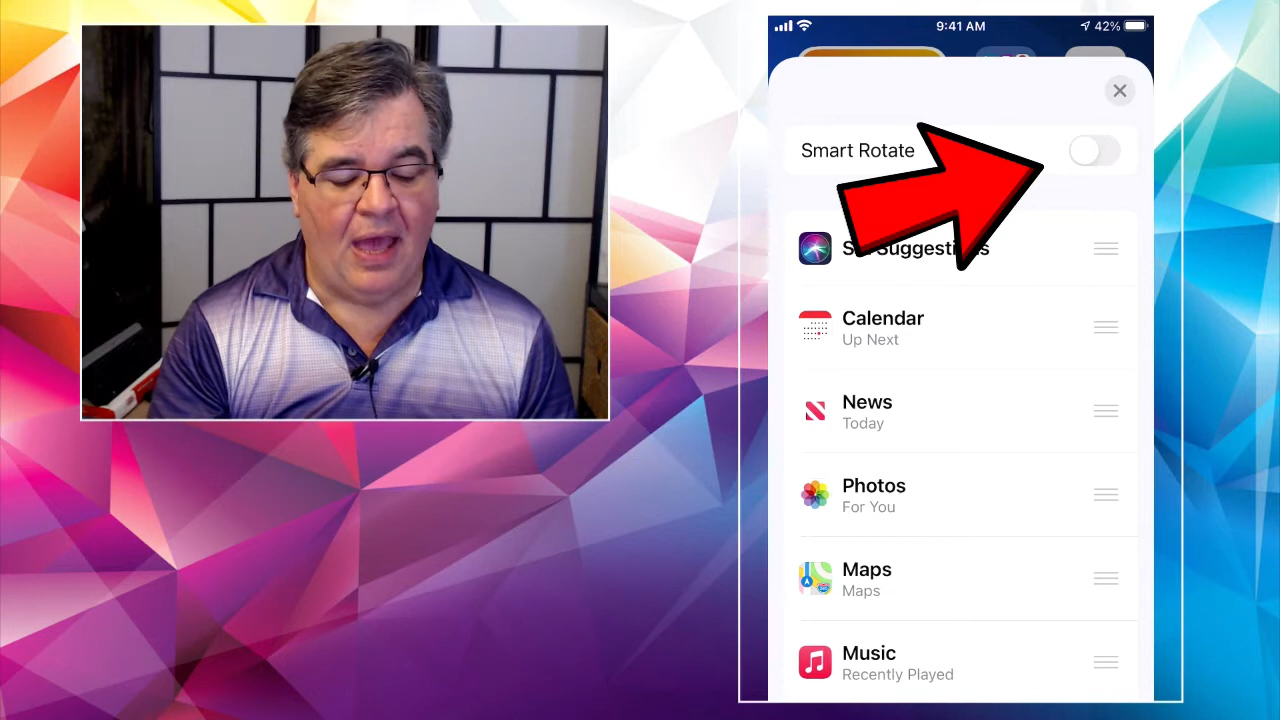 9:41 AM
42%
Smart Rotate
Calendar
Up Next
News
Today
Photos
For You
Maps
Maps
Music
Recently Played